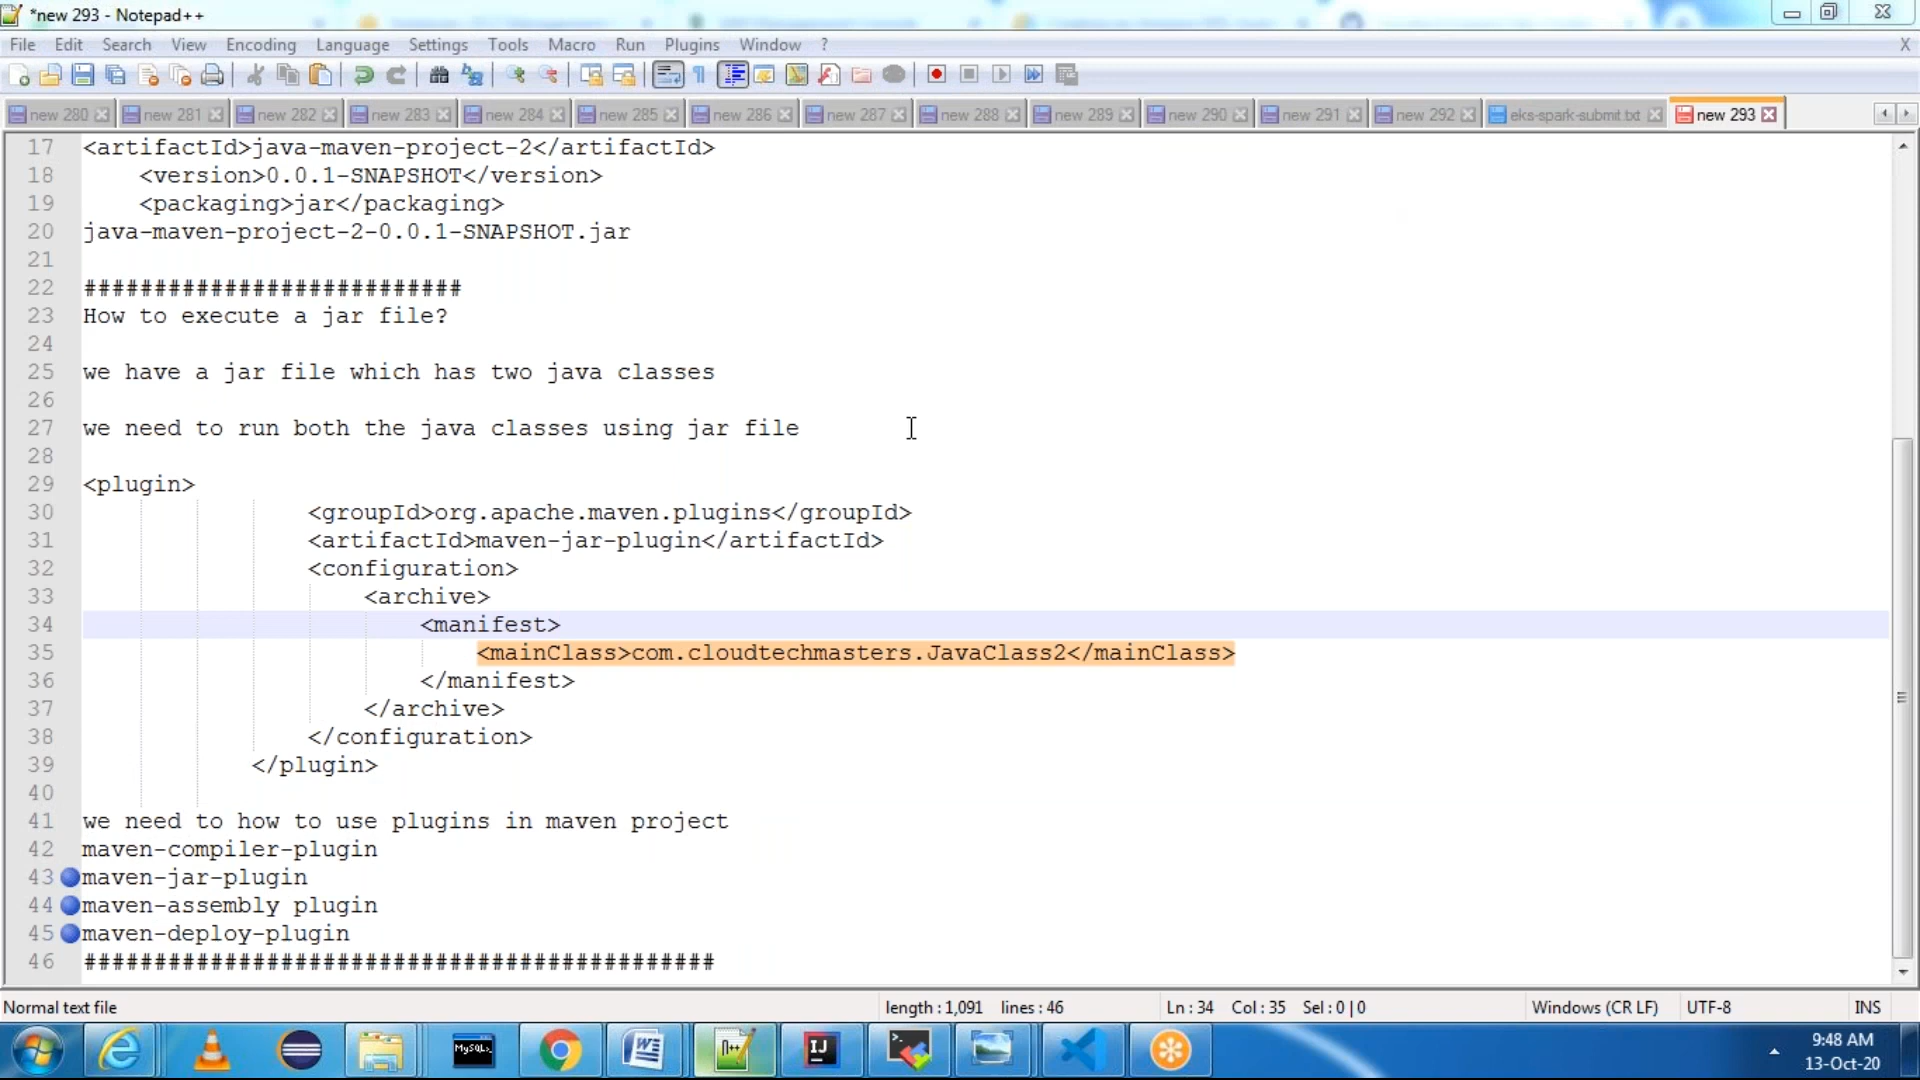 *new 293 - Notepad++
File Edit Search View Encoding Language Settings Tools Macro Run Plugins Window ? X
new 280 new 281 new 282 new 283 new 284 new 285 new 286 new 287 new 288 new 289 new 290 new 291 new 292 eks-spark-submit.txt new 293
17 <artifactId>java-maven-project-2</artifactId>
18 <version>0.0.1-SNAPSHOT</version>
19 <packaging>jar</packaging>
20 java-maven-project-2-0.0.1-SNAPSHOT.jar
21
22 ###########################
23 How to execute a jar file?
24
25 we have a jar file which has two java classes
26
27 we need to run both the java classes using jar file
28
29 <plugin>
30 <groupId>org.apache.maven.plugins</groupId>
31 <artifactId>maven-jar-plugin</artifactId>
32 <configuration>
33 <archive>
34 <manifest>
35 <mainClass>com.cloudtechmasters.JavaClass2</mainClass>
36 </manifest>
37 </archive>
38 </configuration>
39 </plugin>
40
41 we need to how to use plugins in maven project
42 maven-compiler-plugin
43 maven-jar-plugin
44 maven-assembly plugin
45 maven-deploy-plugin
46 #############################################
Normal text file length : 1,091 lines : 46 Ln : 34 Col : 35 Sel : 0 | 0 Windows (CR LF) UTF-8 INS
MySQL
IJ
9:48 AM
13-Oct-20